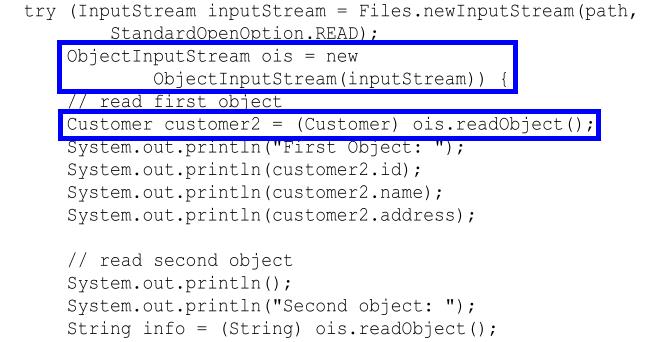 try (InputStream inputStream = Files.newInputStream(path,
StandardOpenOption.READ);
ObjectInputStream ois = new
ObjectInputStream(inputStream)) {
// read first object
Customer customer2 = (Customer) ois.readObject();
System.out.println("First Object: ");
System.out.println(customer2.id);
System.out.println(customer2.name);
System.out.println(customer2.address);
// read second object
System.out.println();
System.out.println("Second object: ");
String info = (String) ois.readObject();